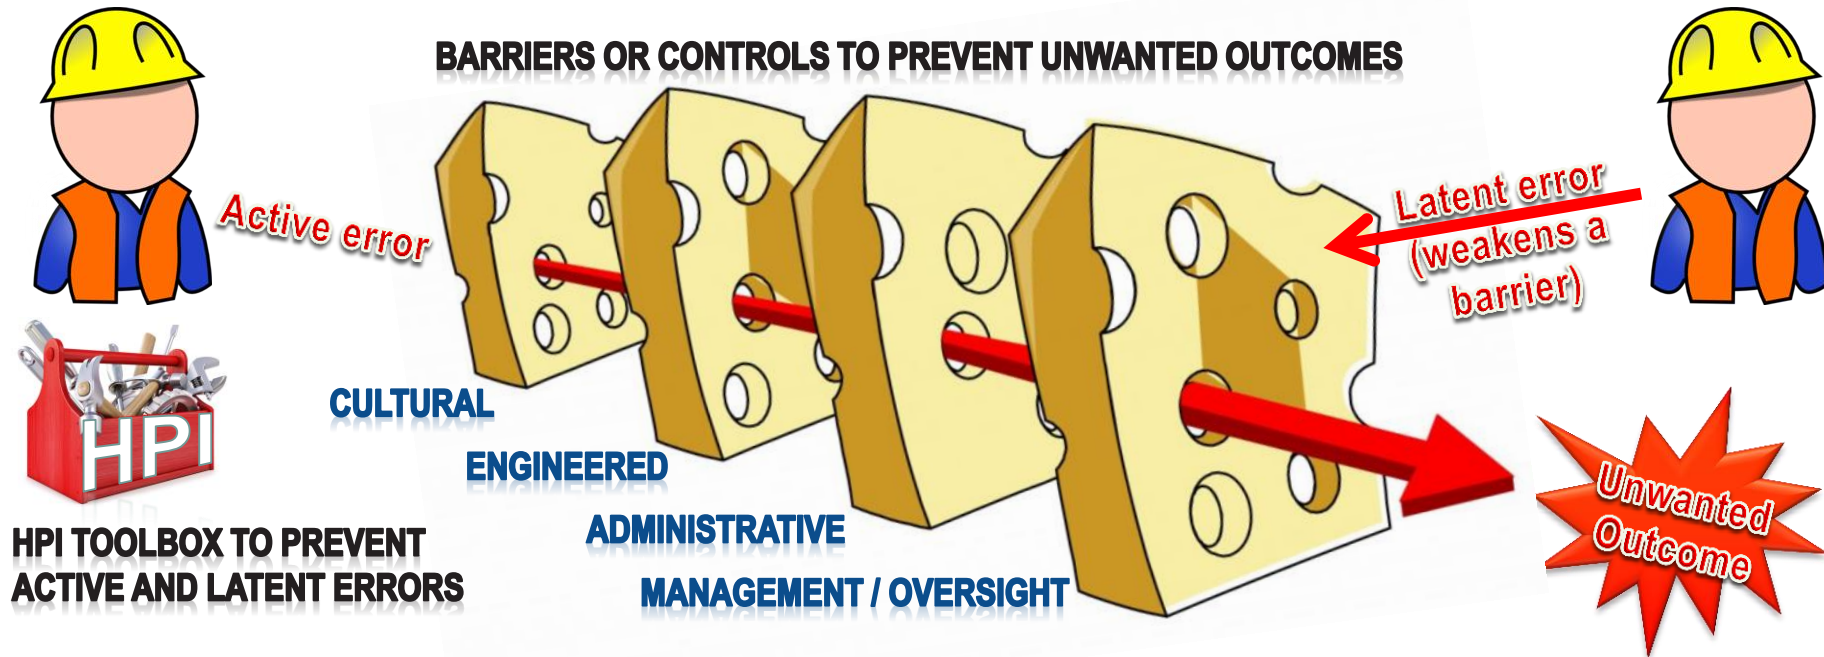 BARRIERS OR CONTROLS TO PREVENT UNWANTED OUTCOMES
Active error
Latent error
(weakens a
barrier)
HPI
CULTURAL
ENGINEERED
ADMINISTRATIVE
MANAGEMENT / OVERSIGHT
HPI TOOLBOX TO PREVENT
ACTIVE AND LATENT ERRORS
Unwanted
Outcome